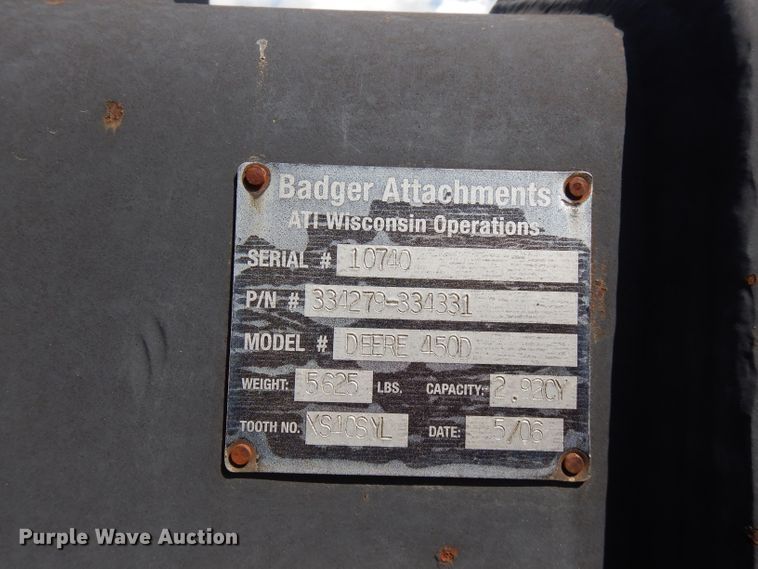 Badger Attachments
ATI Wisconsin Operations
SERIAL # 10740
P/N # 334279-334331
MODEL # DEERE 450D
WEIGHT: 5625 LBS. CAPACITY: 2.92CY
TOOTH NO. XS40SYL DATE: 5/06
Purple Wave Auction®